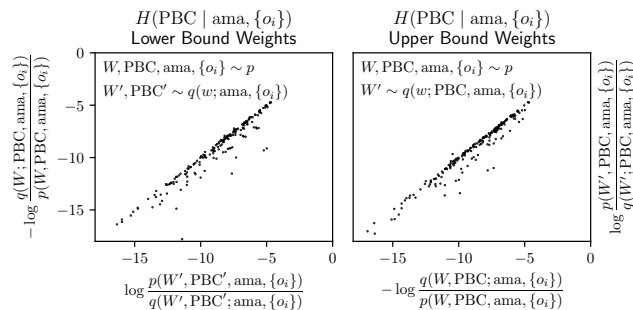 H(PBC | ama, {o_i})
Lower Bound Weights
H(PBC | ama, {o_i})
Upper Bound Weights
− log q(W; PBC, ama, {o_i}) / p(W, PBC, ama, {o_i})
0
−5
−10
−15
W, PBC, ama, {o_i} ∼ p
W′, PBC′ ∼ q(w; ama, {o_i})
−15
−10
−5
0
log p(W′, PBC′, ama, {o_i}) / q(W′, PBC′; ama, {o_i})
W, PBC, ama, {o_i} ∼ p
W′ ∼ q(w; PBC, ama, {o_i})
−15
−10
−5
0
− log q(W, PBC; ama, {o_i}) / p(W, PBC, ama, {o_i})
log p(W′, PBC, ama, {o_i}) / q(W′; PBC, ama, {o_i})